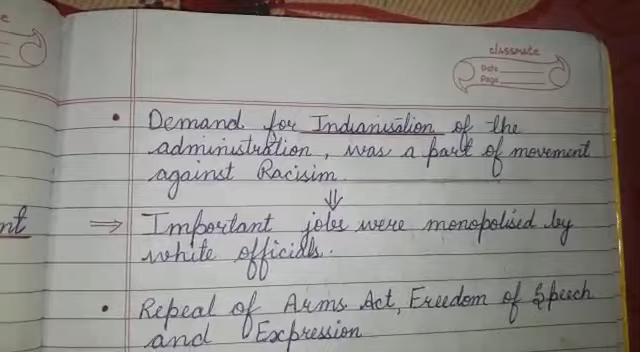 e
classmate
Date
Page
• Demand for Indianisation of the
administration, was a part of movement
against Racisim.
⇓
nt ⇒ Important jobs were monopolised by
white officials.
• Repeal of Arms Act, Freedom of Speech
and Expression